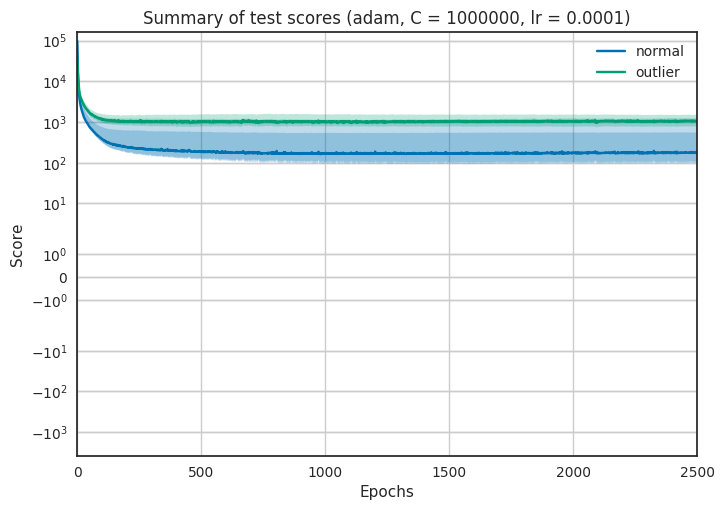 Summary of test scores (adam, C = 1000000, lr = 0.0001)
normal
outlier
Score
10⁵
10⁴
10³
10²
10¹
10⁰
0
−10⁰
−10¹
−10²
−10³
0 500 1000 1500 2000 2500
Epochs